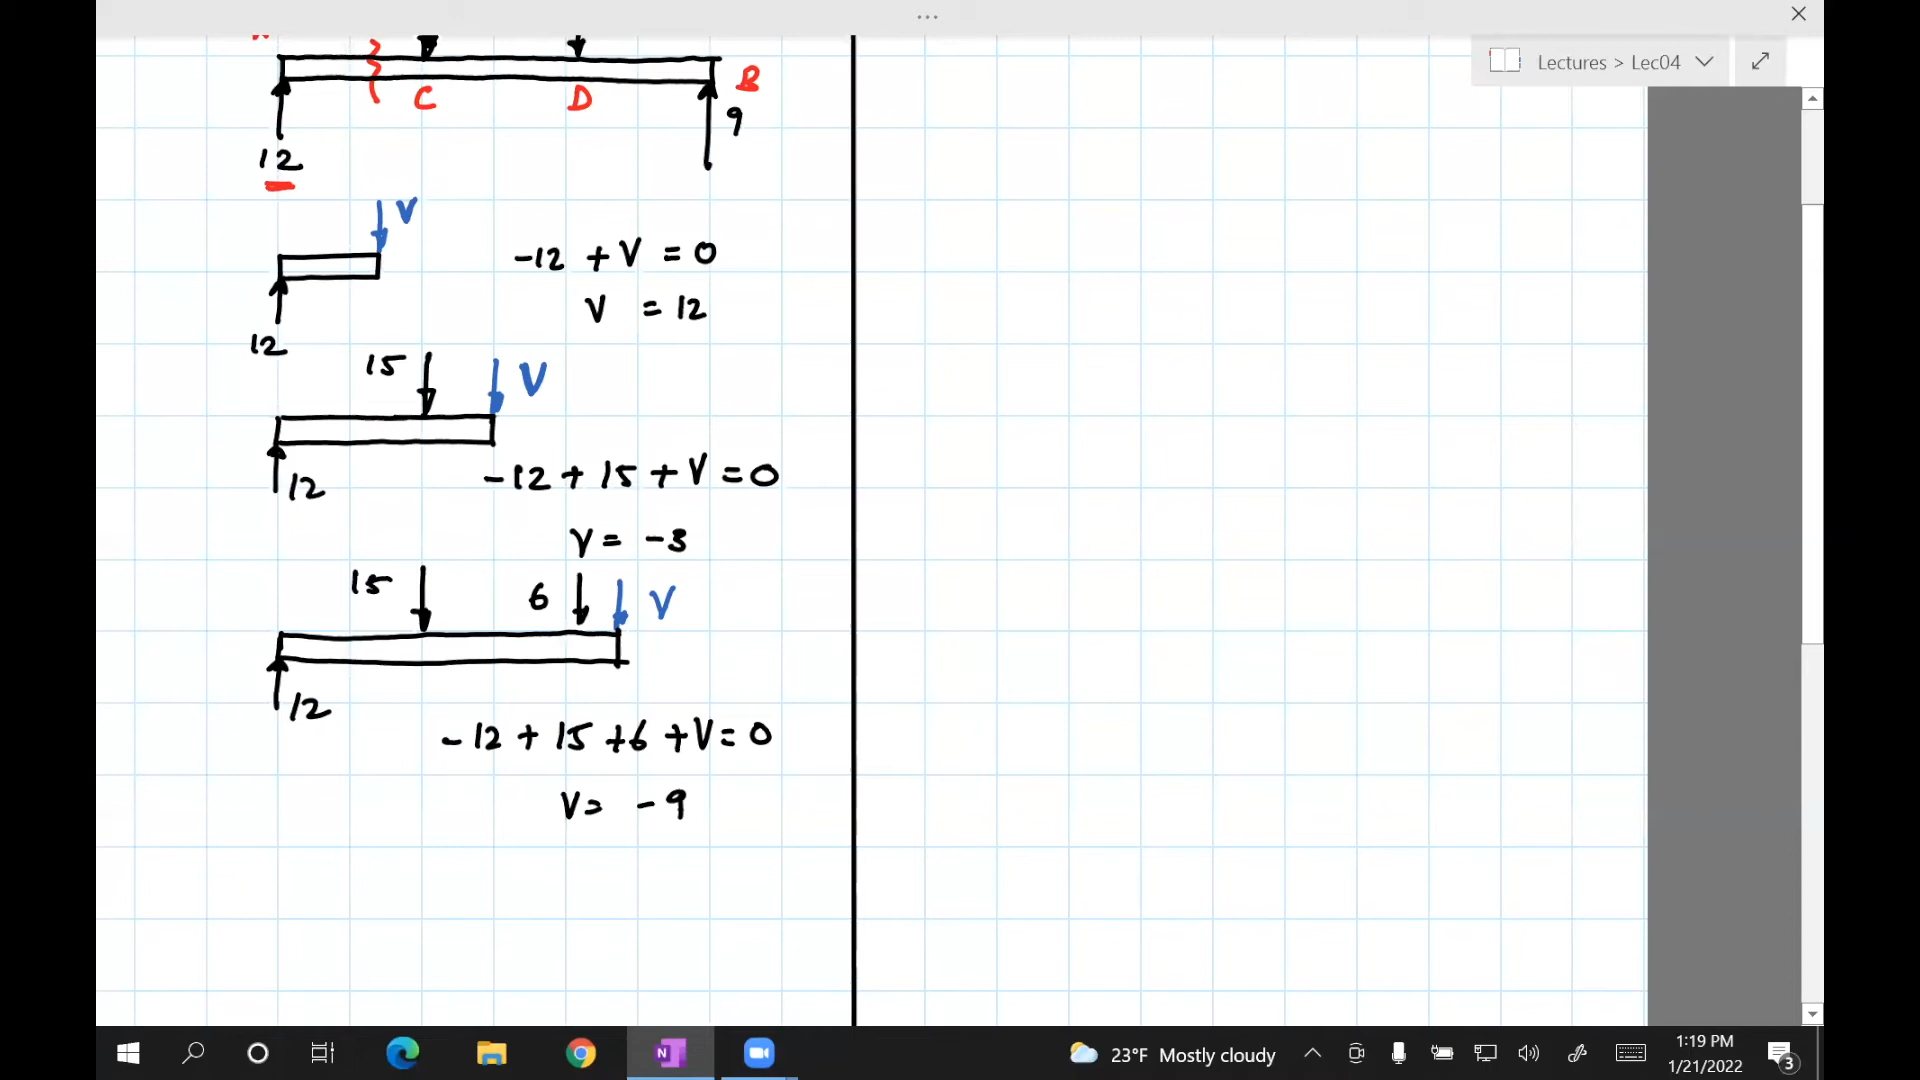 Lectures > Lec04
B
C
D
9
12
V
-12 + V = 0
V = 12
12
15
V
12
-12 + 15 + V = 0
V = -3
15
6
V
12
-12 + 15 + 6 + V = 0
V = -9
23°F Mostly cloudy
1:19 PM
1/21/2022
3